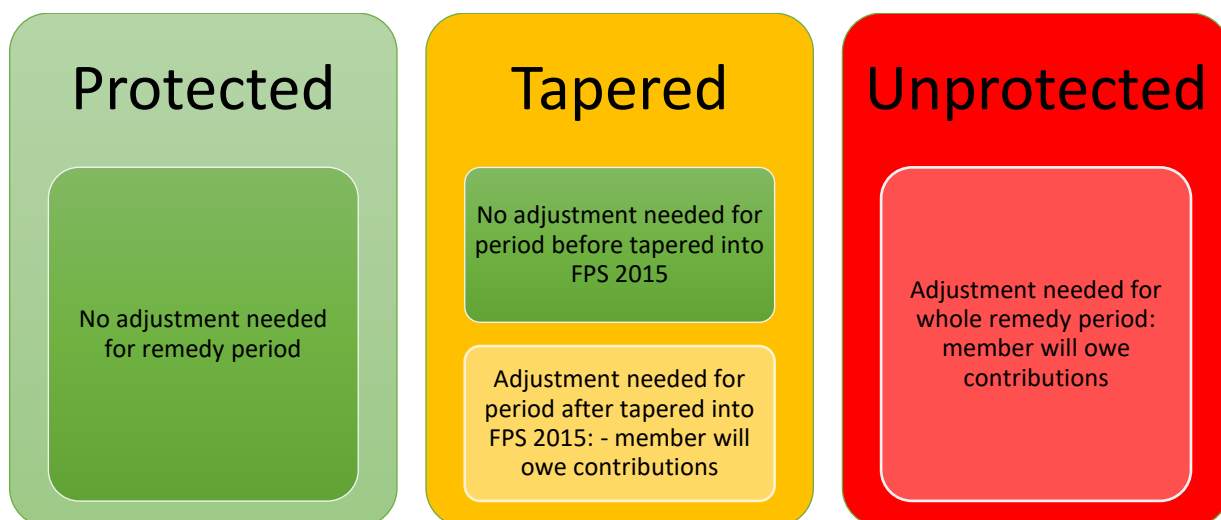 Protected
No adjustment needed
for remedy period
Tapered
No adjustment needed for
period before tapered into
FPS 2015
Adjustment needed for
period after tapered into
FPS 2015: - member will
owe contributions
Unprotected
Adjustment needed for
whole remedy period:
member will owe
contributions